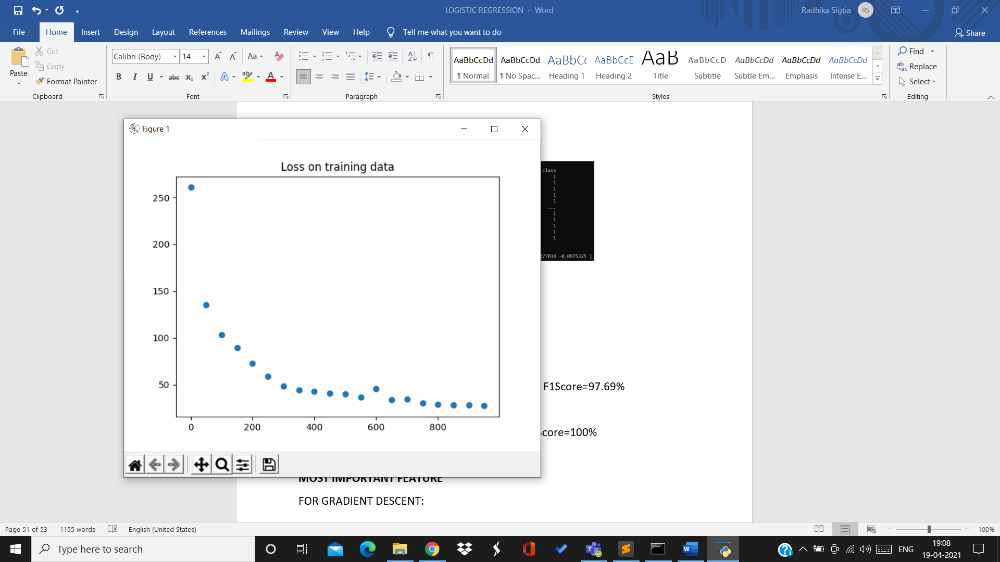 LOGISTIC REGRESSION - Word
Radhika Sigtia
RS
File Home Insert Design Layout References Mailings Review View Help Tell me what you want to do
Share
Paste
Cut
Copy
Format Painter
Clipboard
Calibri (Body) 14
Aa
B I U abc x₂ x² A ab A
Font
Paragraph
AaBbCcDd AaBbCcDd AaBbCc AaBbCcD AaB AaBbCcD AaBbCcDd AaBbCcDd AaBbCcDd
¶ Normal ¶ No Spac... Heading 1 Heading 2 Title Subtitle Subtle Em... Emphasis Intense E...
Styles
Find
Replace
Select
Editing
Figure 1
Loss on training data
250
200
150
100
50
0 200 400 600 800
class
1
1
1
1
1
...
1
1
1
1
1
077034 -0.0975325 ]
F1Score=97.69%
Score=100%
MOST IMPORTANT FEATURE
FOR GRADIENT DESCENT:
Page 51 of 53 1155 words English (United States)
100%
Type here to search
ENG
19:08
19-04-2021